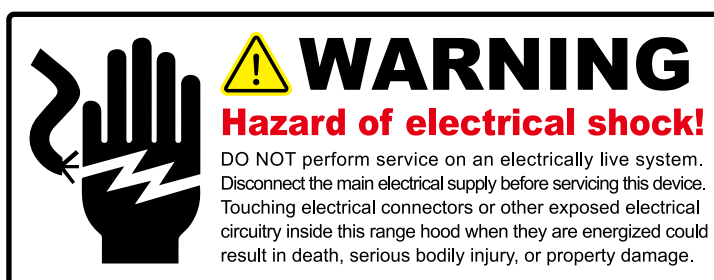 WARNING
Hazard of electrical shock!
DO NOT perform service on an electrically live system.
Disconnect the main electrical supply before servicing this device.
Touching electrical connectors or other exposed electrical
circuitry inside this range hood when they are energized could
result in death, serious bodily injury, or property damage.